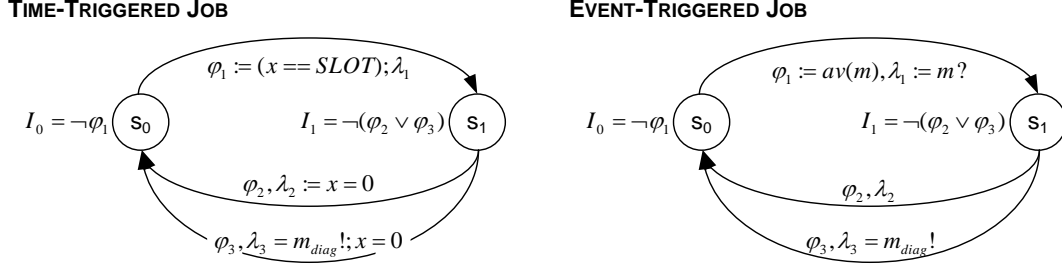 TIME-TRIGGERED JOB
φ₁ := (x == SLOT);λ₁
I₀ = ¬φ₁
s₀
I₁ = ¬(φ₂ ∨ φ₃)
s₁
φ₂, λ₂ := x = 0
φ₃, λ₃ = m_diag!; x = 0
EVENT-TRIGGERED JOB
φ₁ := av(m), λ₁ := m?
I₀ = ¬φ₁
s₀
I₁ = ¬(φ₂ ∨ φ₃)
s₁
φ₂, λ₂
φ₃, λ₃ = m_diag!